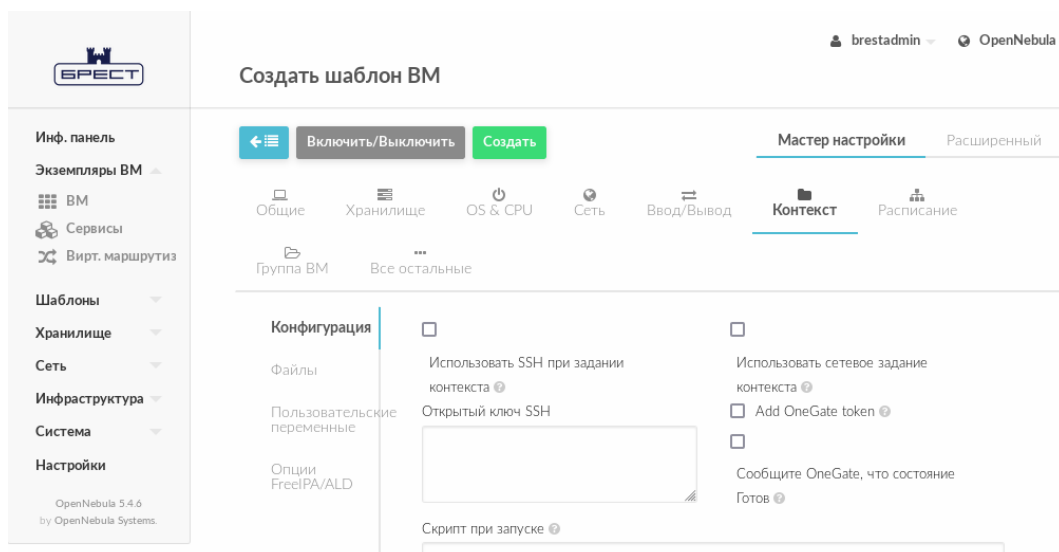 brestadmin
OpenNebula
БРЕСТ
Создать шаблон ВМ
Инф. панель
Экземпляры ВМ
ВМ
Сервисы
Вирт. маршрутиз
Шаблоны
Хранилище
Сеть
Инфраструктура
Система
Настройки
OpenNebula 5.4.6
by OpenNebula Systems.
Включить/Выключить
Создать
Мастер настройки
Расширенный
Общие
Хранилище
OS & CPU
Сеть
Ввод/Вывод
Контекст
Расписание
Группа ВМ
Все остальные
Конфигурация
Файлы
Пользовательские
переменные
Опции
FreeIPA/ALD
Использовать SSH при задании
контекста
Открытый ключ SSH
Использовать сетевое задание
контекста
Add OneGate token
Сообщите OneGate, что состояние
Готов
Скрипт при запуске